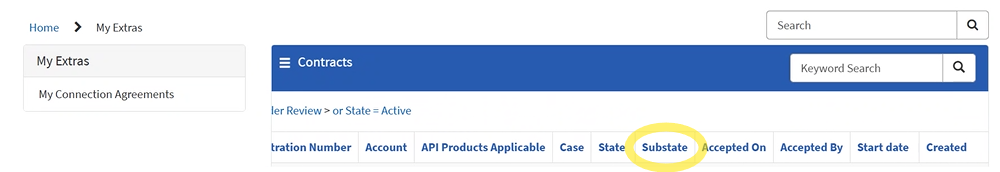 Home > My Extras
Search
My Extras
Contracts
Keyword Search
My Connection Agreements
ler Review > or State = Active
tration Number Account API Products Applicable Case State Substate Accepted On Accepted By Start date Created